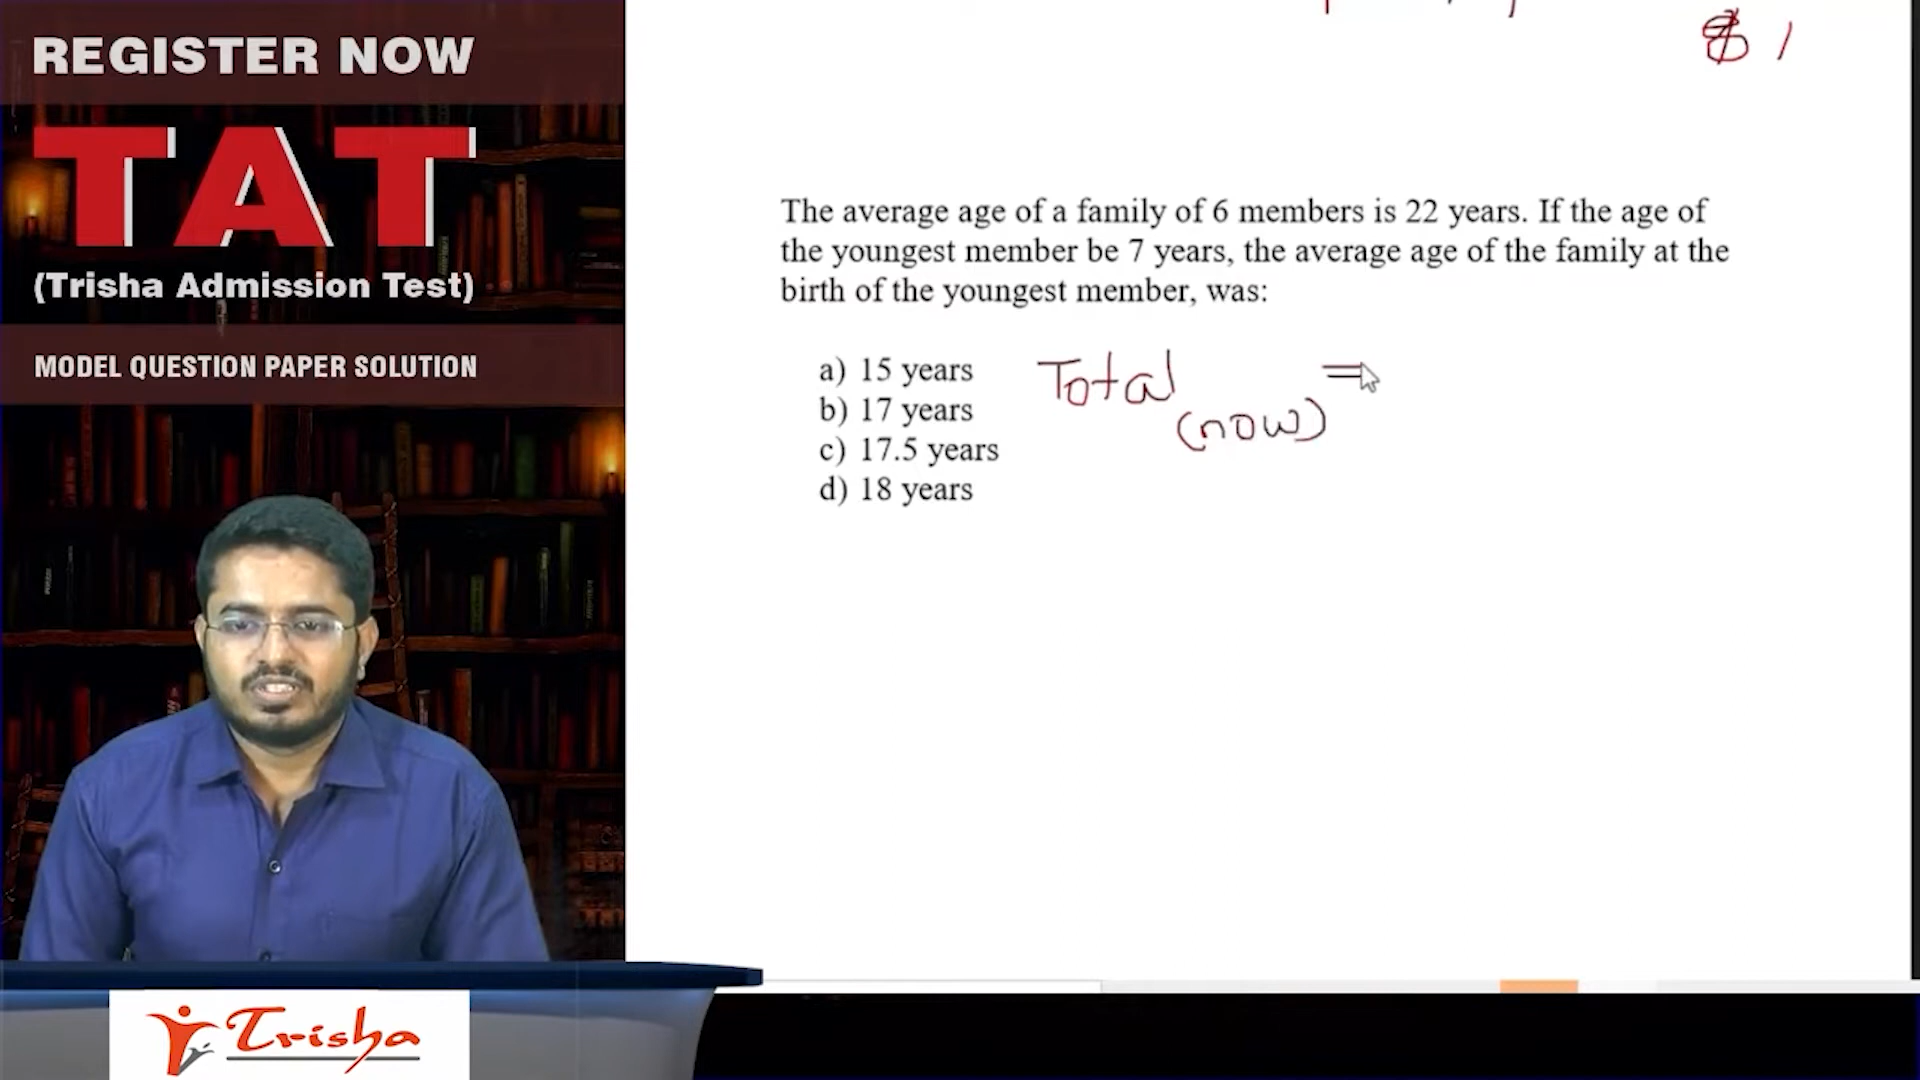 REGISTER NOW
TAT
(Trisha Admission Test)
MODEL QUESTION PAPER SOLUTION
The average age of a family of 6 members is 22 years. If the age of
the youngest member be 7 years, the average age of the family at the
birth of the youngest member, was:
a) 15 years
b) 17 years
c) 17.5 years
d) 18 years
Total
(now) =
Trisha